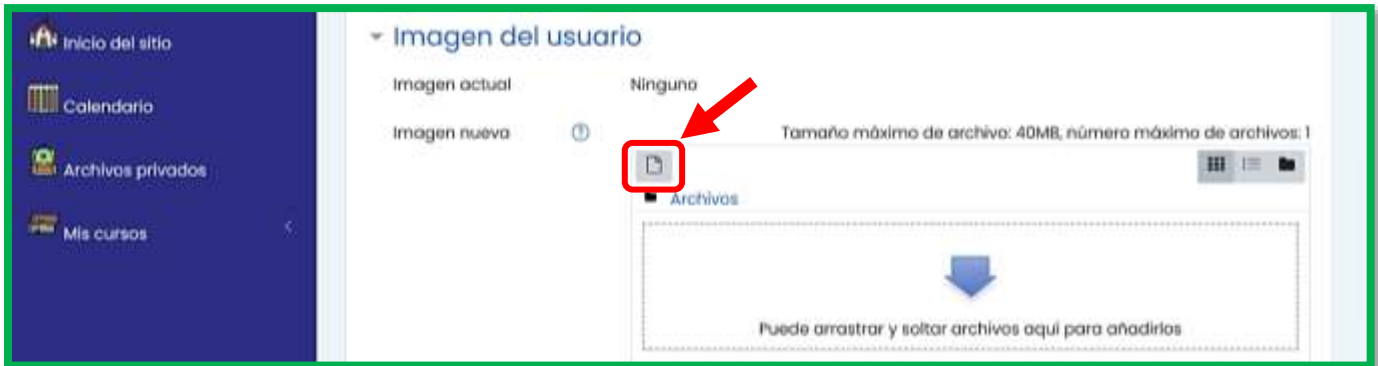 Inicio del sitio
Calendario
Archivos privados
Mis cursos
Imagen del usuario
Imagen actual
Ninguno
Imagen nueva
Tamaño máximo de archivo: 40MB, número máximo de archivos: 1
Archivos
Puede arrastrar y soltar archivos aquí para añadirlos